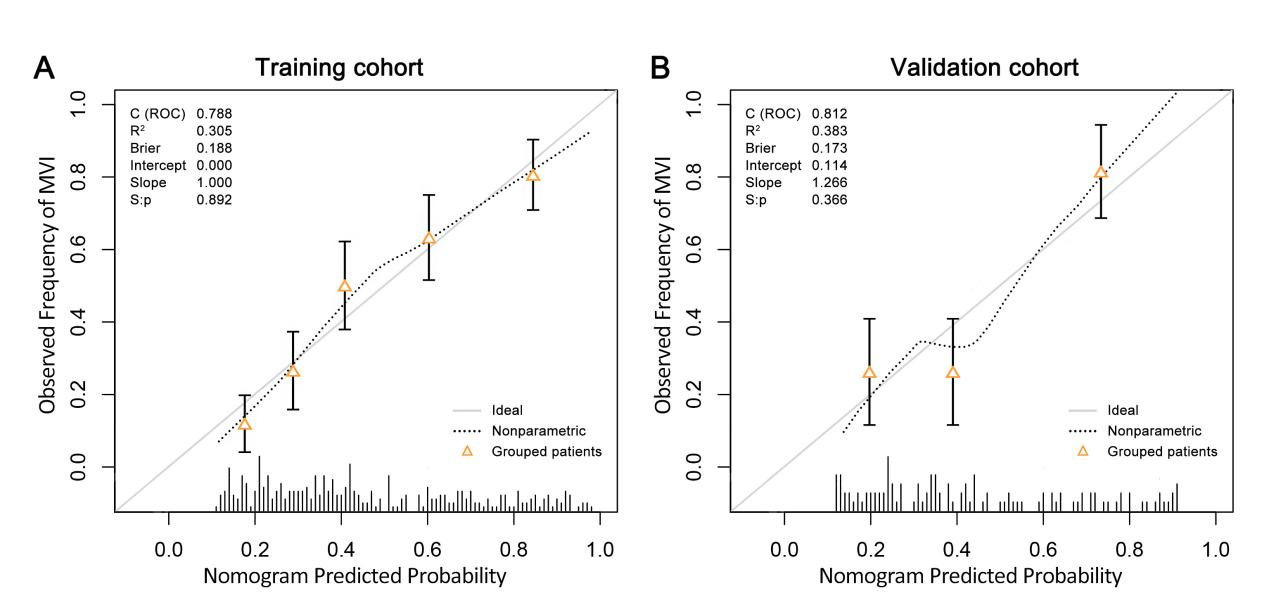 A
Training cohort
C (ROC) 0.788
R² 0.305
Brier 0.188
Intercept 0.000
Slope 1.000
S:p 0.892
Observed Frequency of MVI
1.0
0.8
0.6
0.4
0.2
0.0
Ideal
Nonparametric
Grouped patients
0.0 0.2 0.4 0.6 0.8 1.0
Nomogram Predicted Probability
B
Validation cohort
C (ROC) 0.812
R² 0.383
Brier 0.173
Intercept 0.114
Slope 1.266
S:p 0.366
Observed Frequency of MVI
1.0
0.8
0.6
0.4
0.2
0.0
Ideal
Nonparametric
Grouped patients
0.0 0.2 0.4 0.6 0.8 1.0
Nomogram Predicted Probability